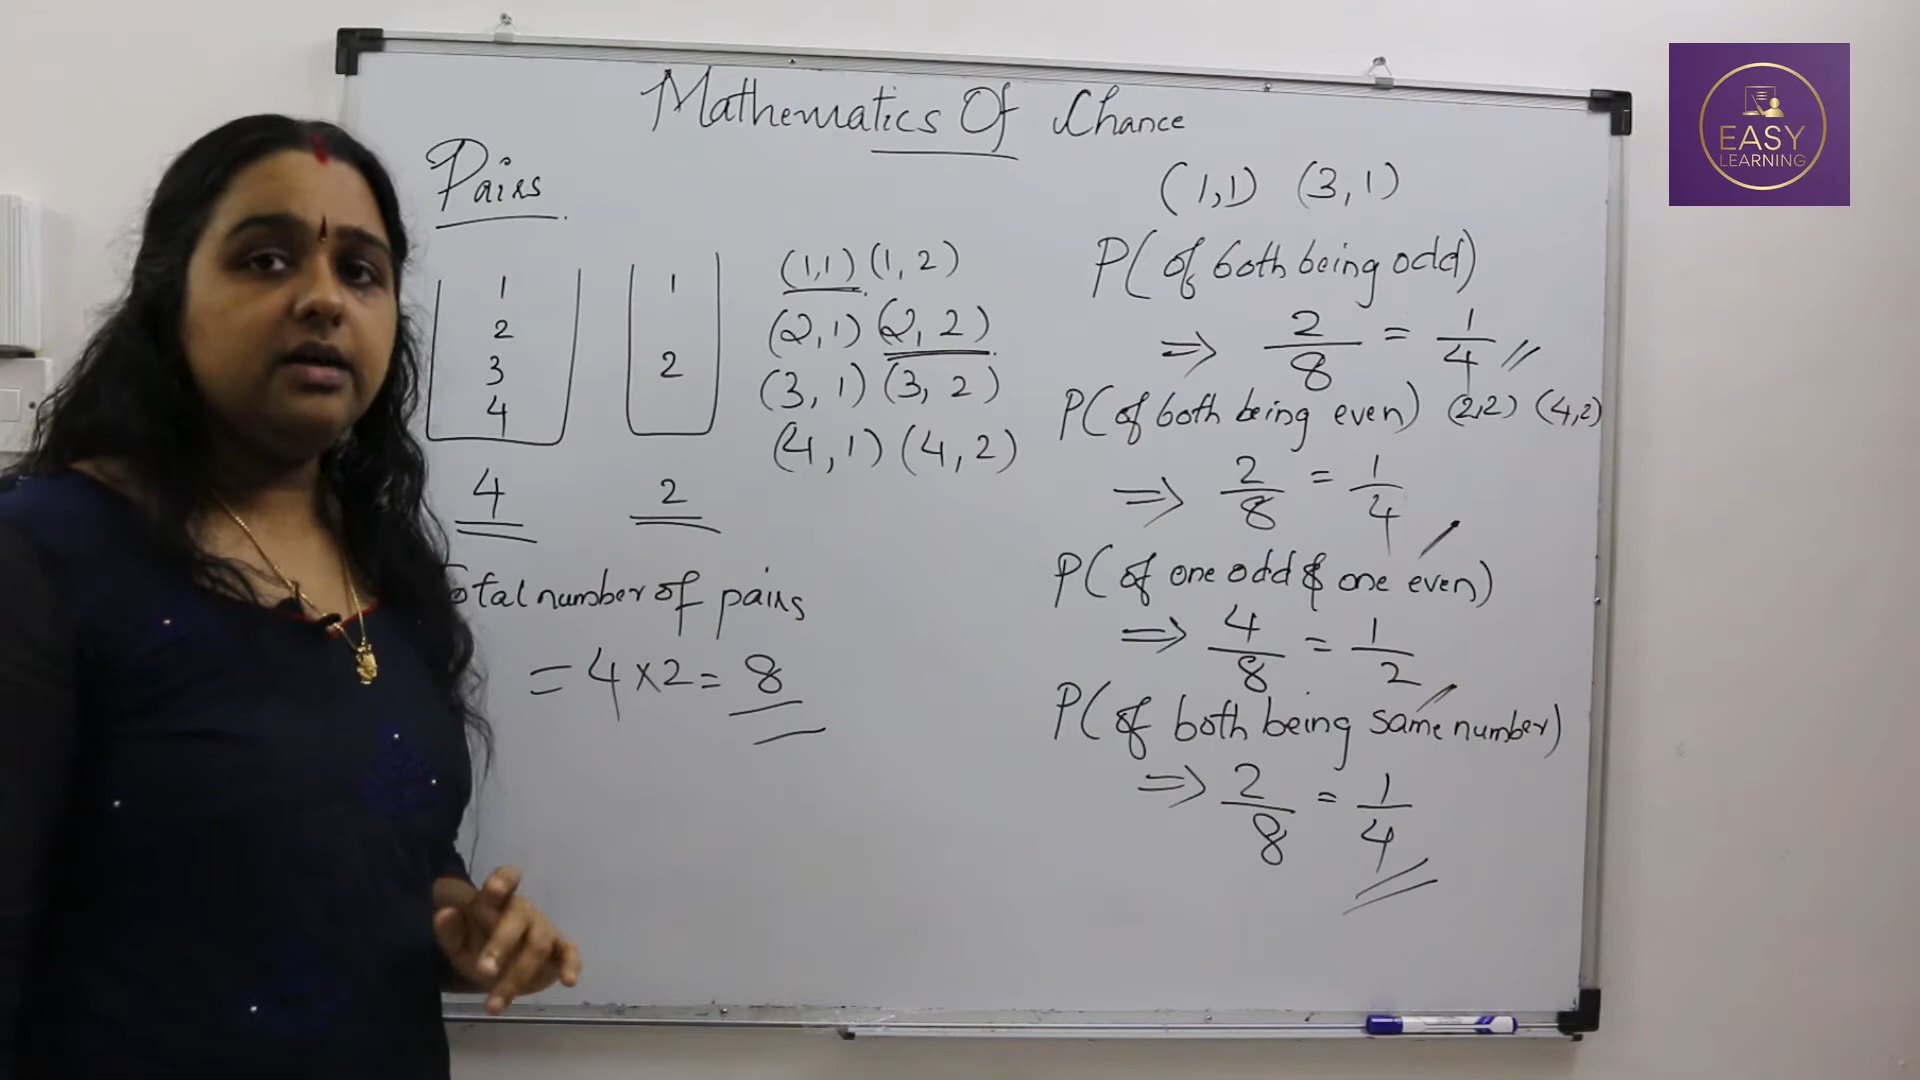 Mathematics Of Chance
Pairs
1
2
3
4
4
1
2
2
(1,1) (1, 2)
(2, 1) (2, 2)
(3, 1) (3, 2)
(4, 1) (4, 2)
otal number of pairs
= 4 × 2 = 8
(1,1) (3, 1)
P( of both being odd)
⇒ 2/8 = 1/4
P( of both being even) (2,2) (4,2)
⇒ 2/8 = 1/4
P( of one odd & one even)
⇒ 4/8 = 1/2
P( of both being same number)
⇒ 2/8 = 1/4
EASY
LEARNING